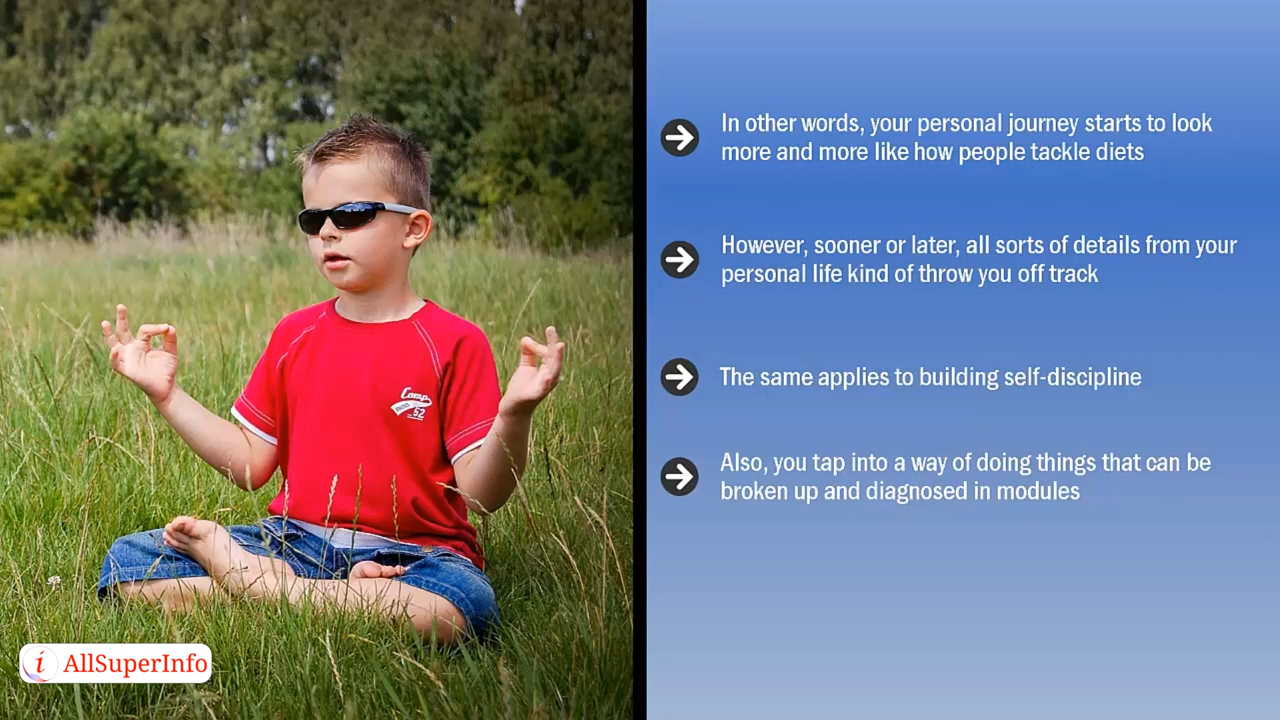 In other words, your personal journey starts to look
more and more like how people tackle diets
However, sooner or later, all sorts of details from your
personal life kind of throw you off track
The same applies to building self-discipline
Also, you tap into a way of doing things that can be
broken up and diagnosed in modules
Comp.
52
i AllSuperInfo